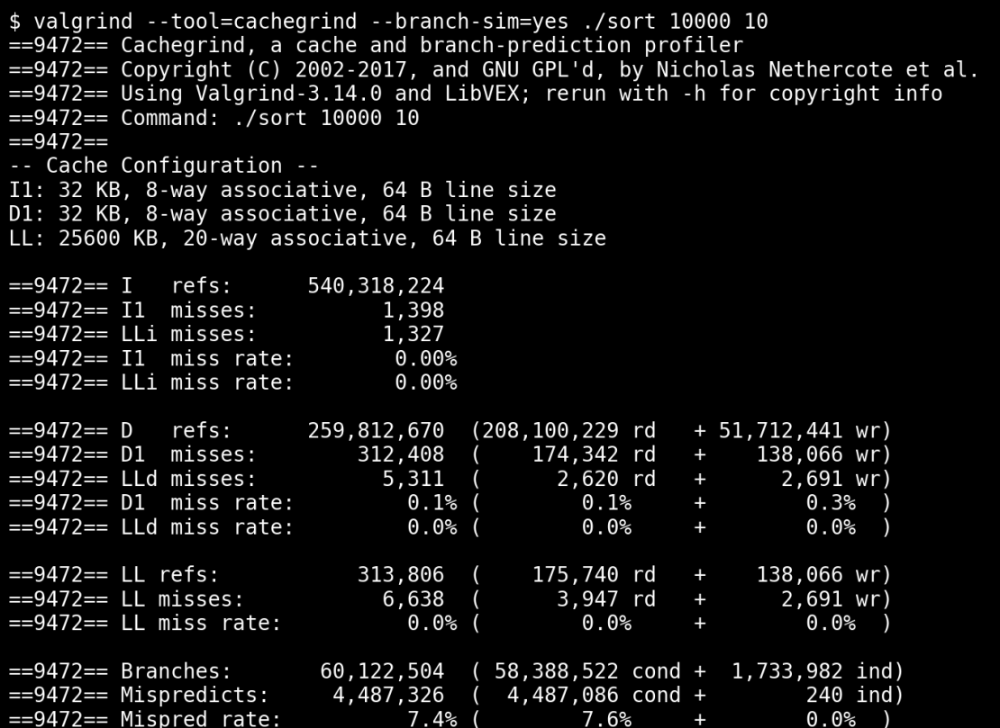 $ valgrind --tool=cachegrind --branch-sim=yes ./sort 10000 10
==9472== Cachegrind, a cache and branch-prediction profiler
==9472== Copyright (C) 2002-2017, and GNU GPL'd, by Nicholas Nethercote et al.
==9472== Using Valgrind-3.14.0 and LibVEX; rerun with -h for copyright info
==9472== Command: ./sort 10000 10
==9472==
-- Cache Configuration --
I1: 32 KB, 8-way associative, 64 B line size
D1: 32 KB, 8-way associative, 64 B line size
LL: 25600 KB, 20-way associative, 64 B line size

==9472== I   refs:      540,318,224
==9472== I1  misses:          1,398
==9472== LLi misses:          1,327
==9472== I1  miss rate:        0.00%
==9472== LLi miss rate:        0.00%

==9472== D   refs:      259,812,670  (208,100,229 rd   + 51,712,441 wr)
==9472== D1  misses:        312,408  (    174,342 rd   +    138,066 wr)
==9472== LLd misses:          5,311  (      2,620 rd   +      2,691 wr)
==9472== D1  miss rate:         0.1% (        0.1%     +        0.3%  )
==9472== LLd miss rate:         0.0% (        0.0%     +        0.0%  )

==9472== LL refs:           313,806  (    175,740 rd   +    138,066 wr)
==9472== LL misses:           6,638  (      3,947 rd   +      2,691 wr)
==9472== LL miss rate:          0.0% (        0.0%     +        0.0%  )

==9472== Branches:       60,122,504  ( 58,388,522 cond +  1,733,982 ind)
==9472== Mispredicts:     4,487,326  (  4,487,086 cond +        240 ind)
==9472== Mispred rate:          7.4% (        7.6%     +        0.0%  )